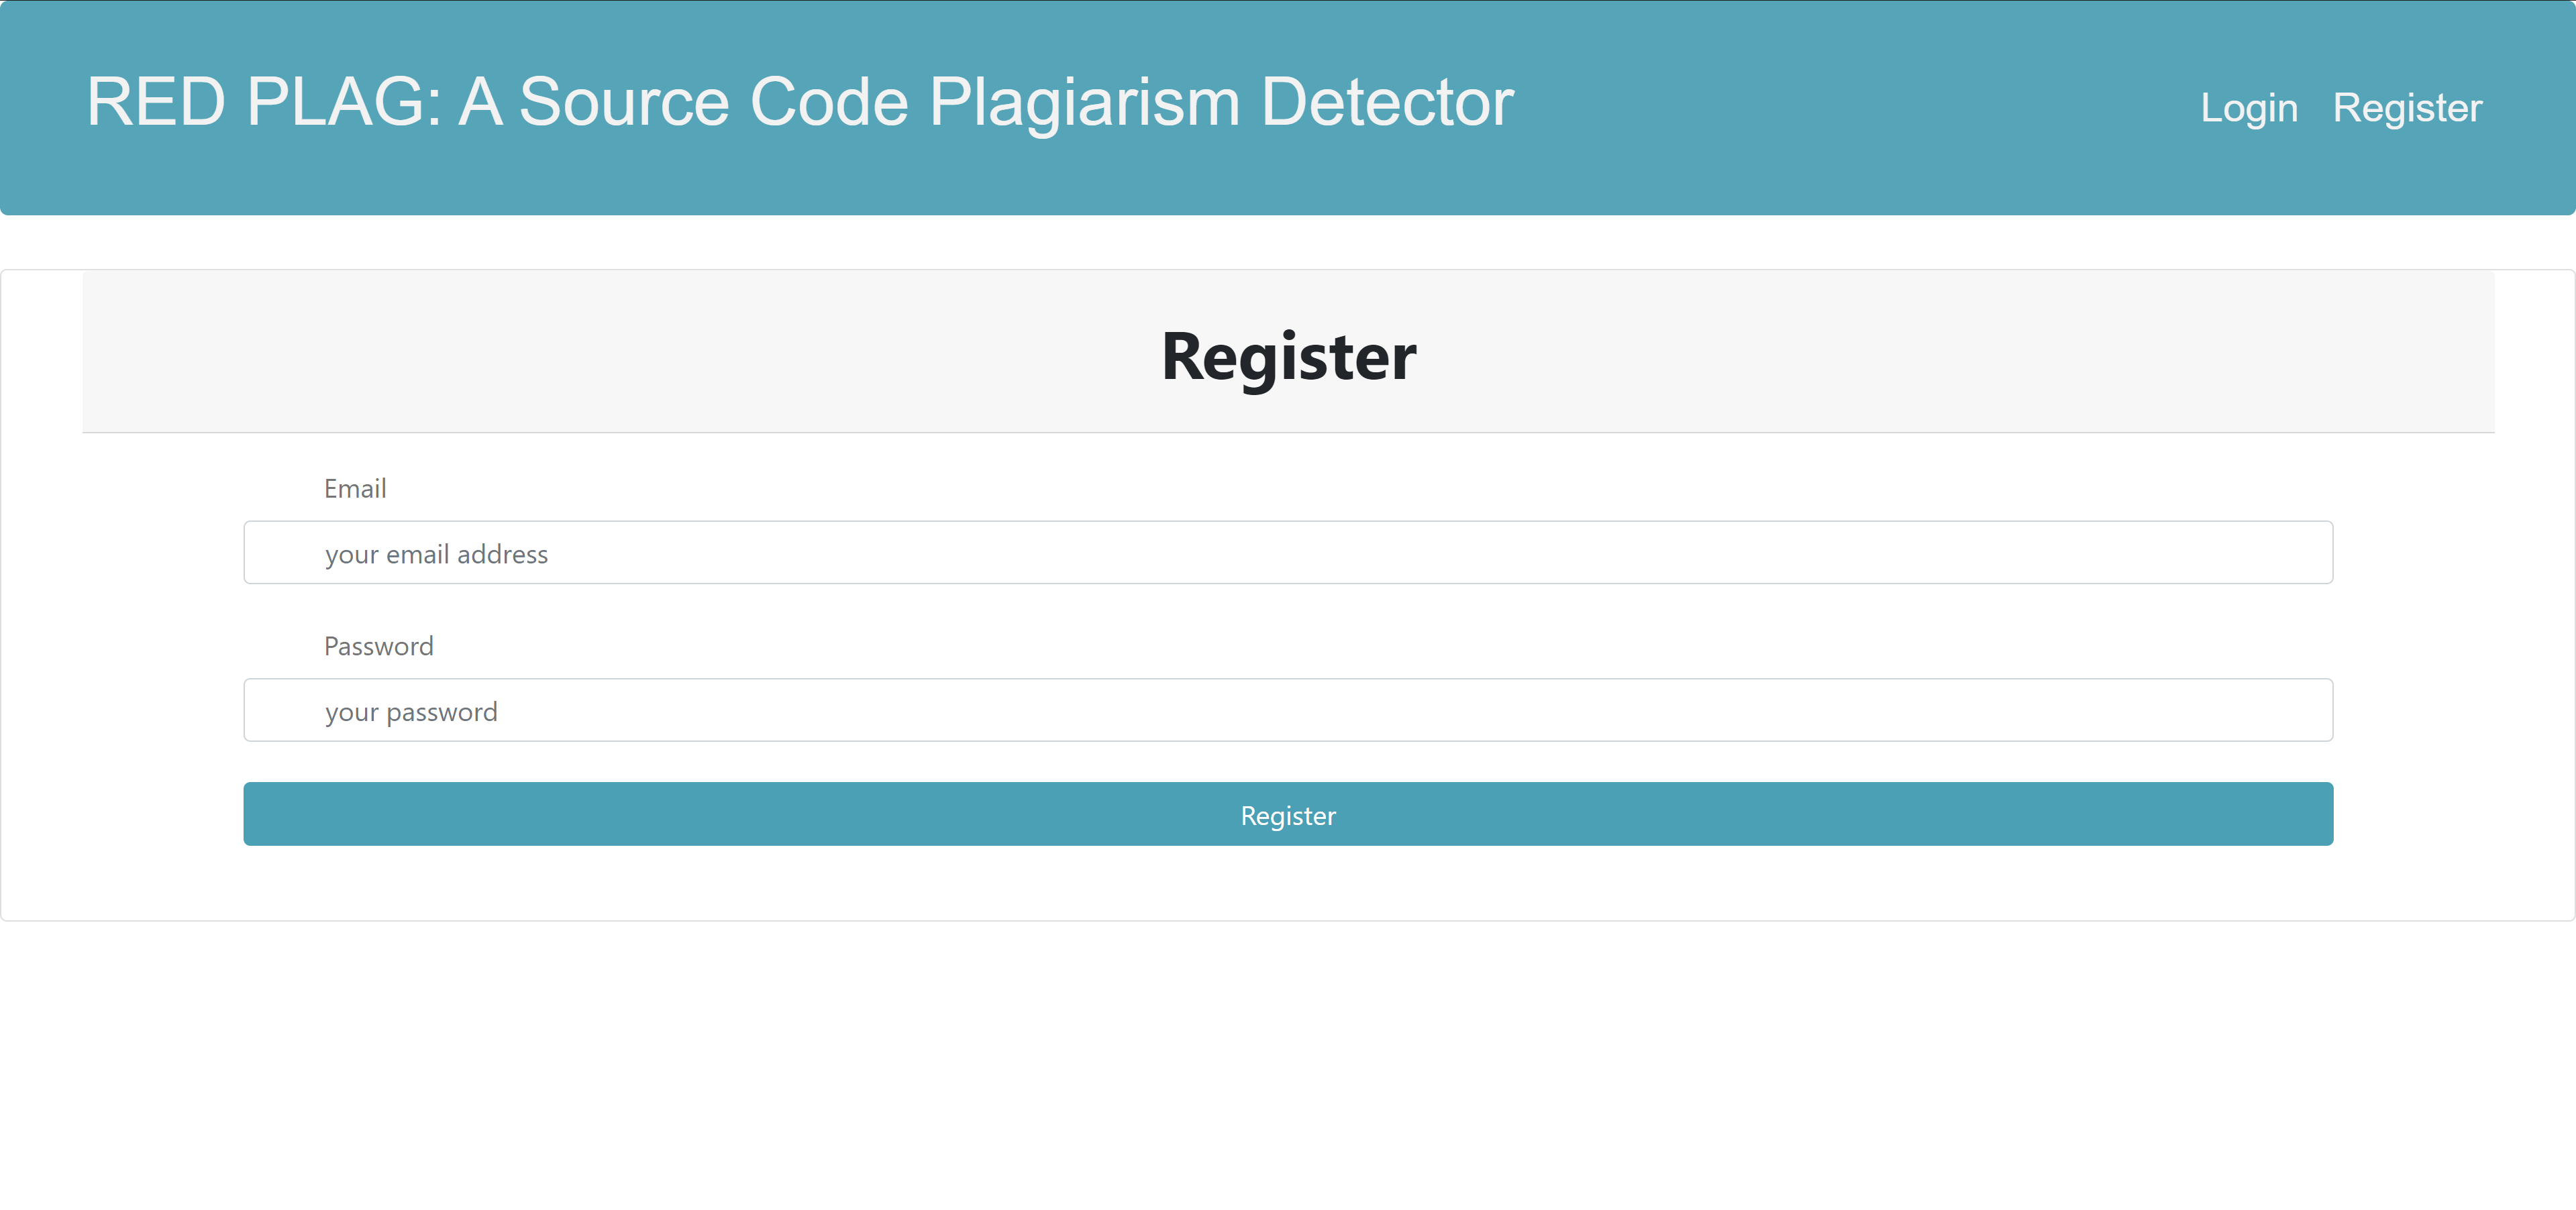 RED PLAG: A Source Code Plagiarism Detector
Login Register
Register
Email
your email address
Password
your password
Register